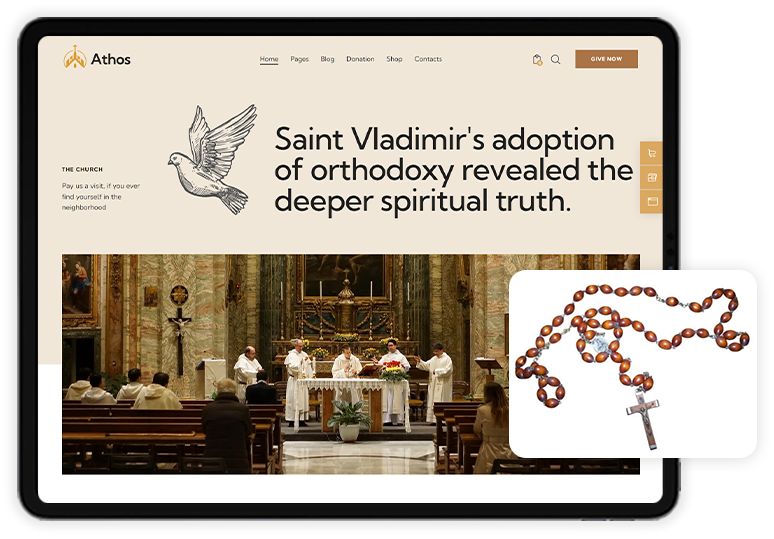 Athos
Home Pages Blog Donation Shop Contacts
GIVE NOW
Saint Vladimir's adoption
of orthodoxy revealed the
deeper spiritual truth.
THE CHURCH
Pay us a visit, if you ever
find yourself in the
neighborhood